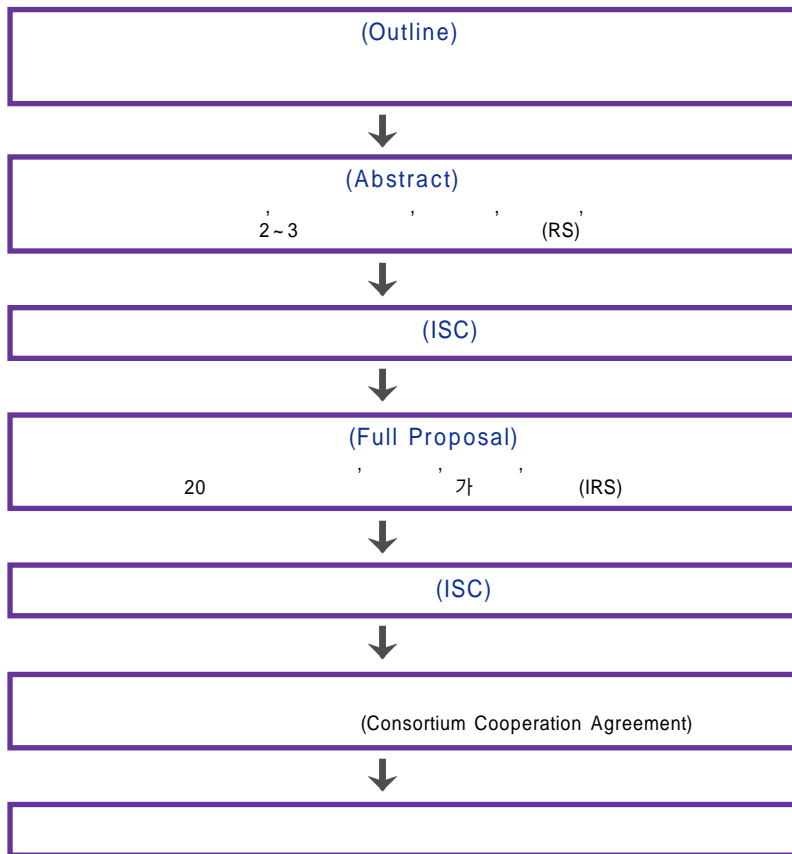 (Outline)
(Abstract)
, , , ,
2~3 (RS)
(ISC)
(Full Proposal)
, , ,
20 가 (IRS)
(ISC)
(Consortium Cooperation Agreement)